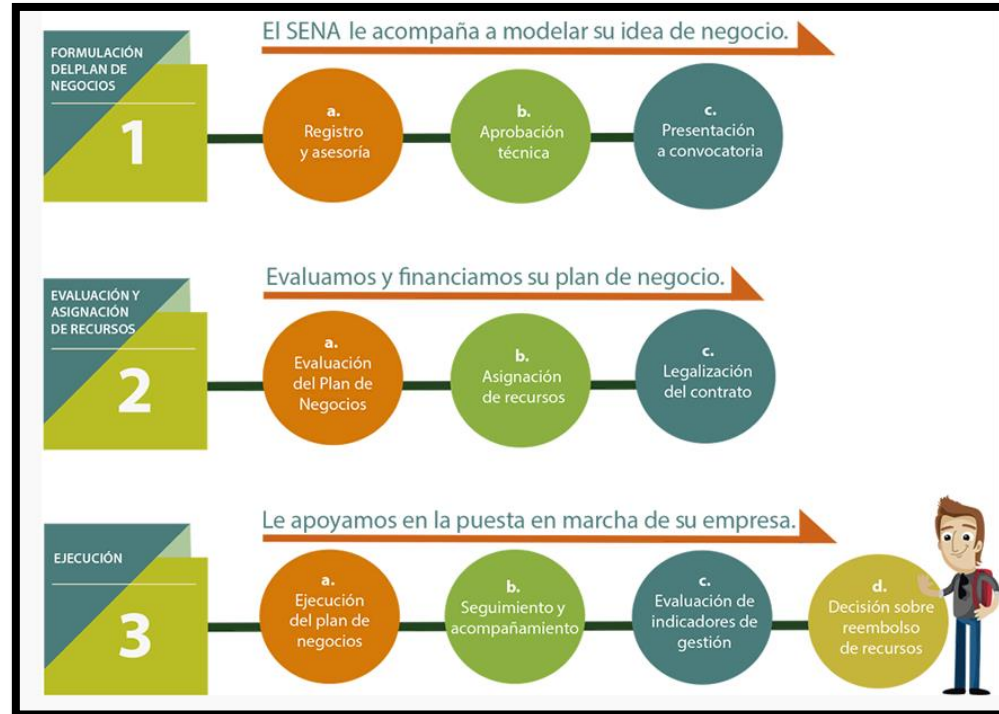 El SENA le acompaña a modelar su idea de negocio.
FORMULACIÓN
DELPLAN DE
NEGOCIOS
1
a.
Registro
y asesoría
b.
Aprobación
técnica
c.
Presentación
a convocatoria
Evaluamos y financiamos su plan de negocio.
EVALUACIÓN Y
ASIGNACIÓN
DE RECURSOS
2
a.
Evaluación
del Plan de
Negocios
b.
Asignación
de recursos
c.
Legalización
del contrato
Le apoyamos en la puesta en marcha de su empresa.
EJECUCIÓN
3
a.
Ejecución
del plan de
negocios
b.
Seguimiento y
acompañamiento
c.
Evaluación de
indicadores de
gestión
d.
Decisión sobre
reembolso
de recursos